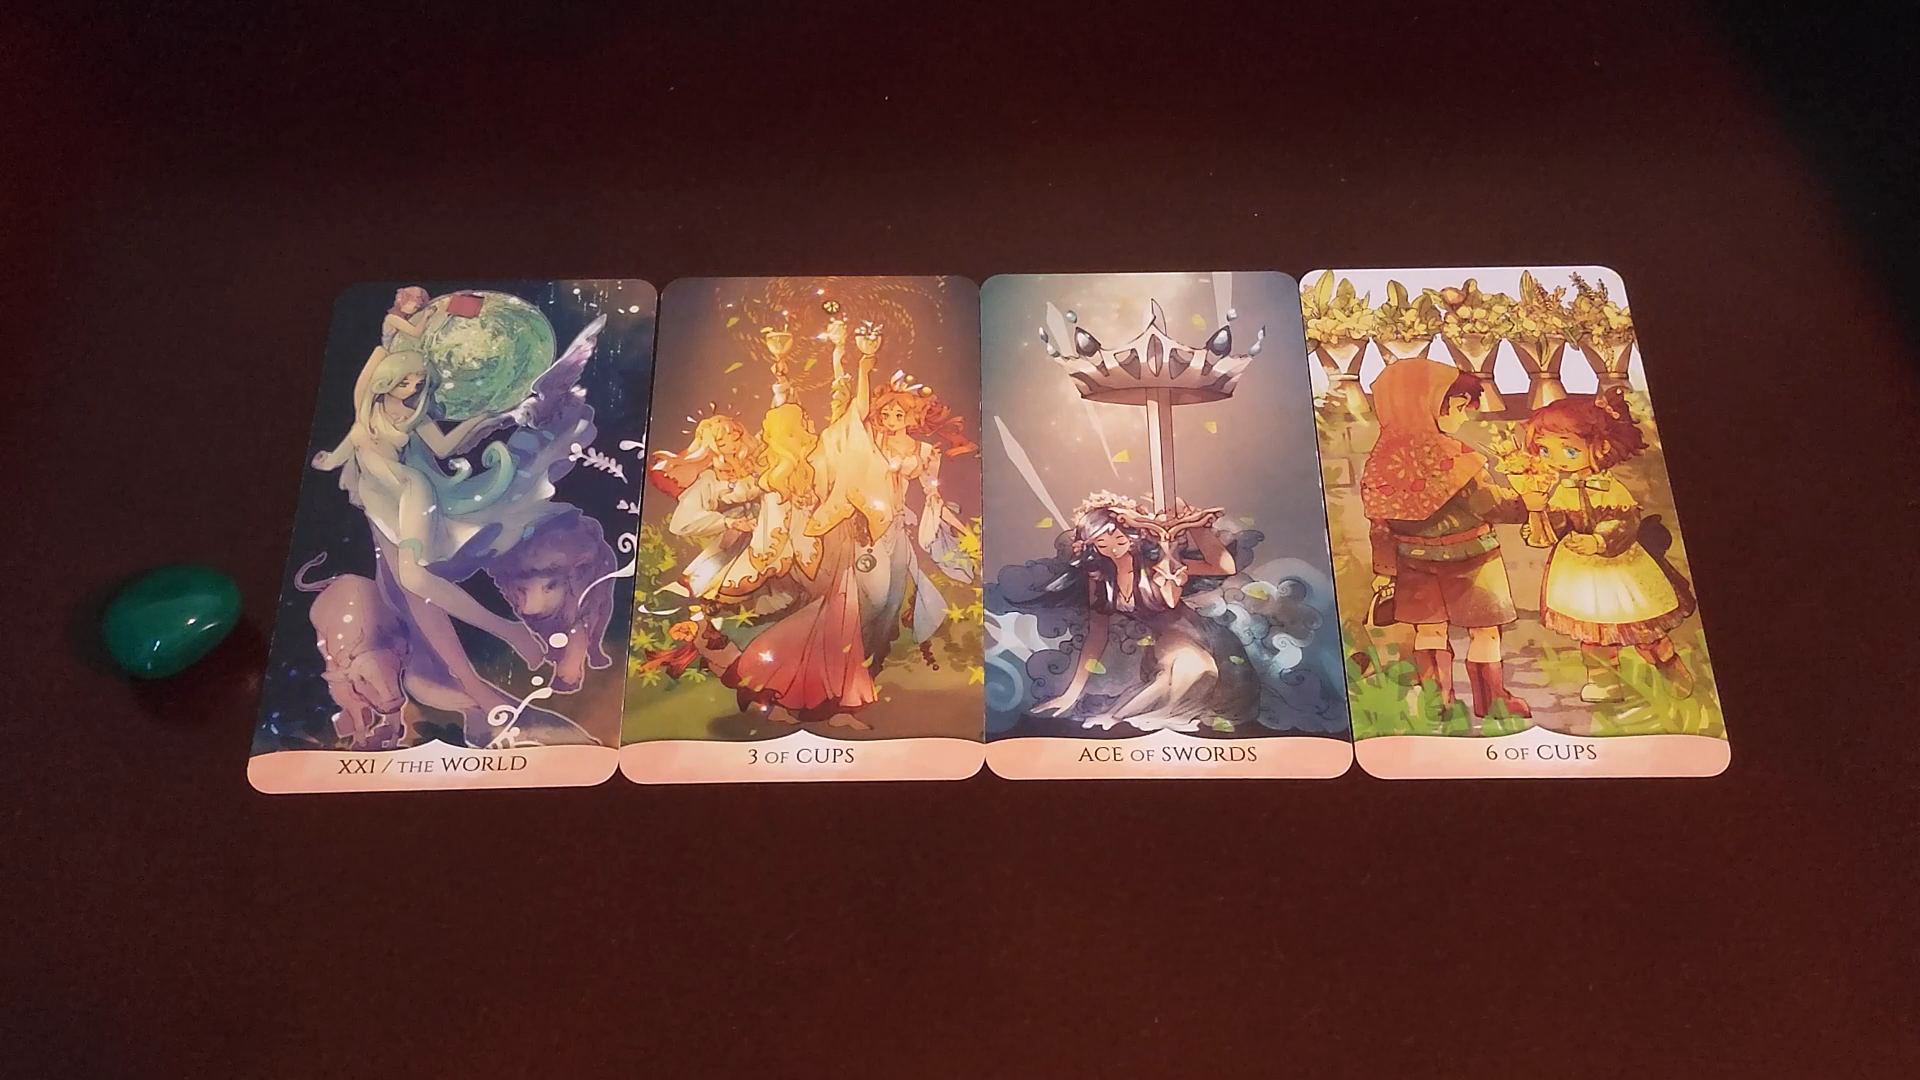 XXI / THE WORLD
3 OF CUPS
ACE OF SWORDS
6 OF CUPS